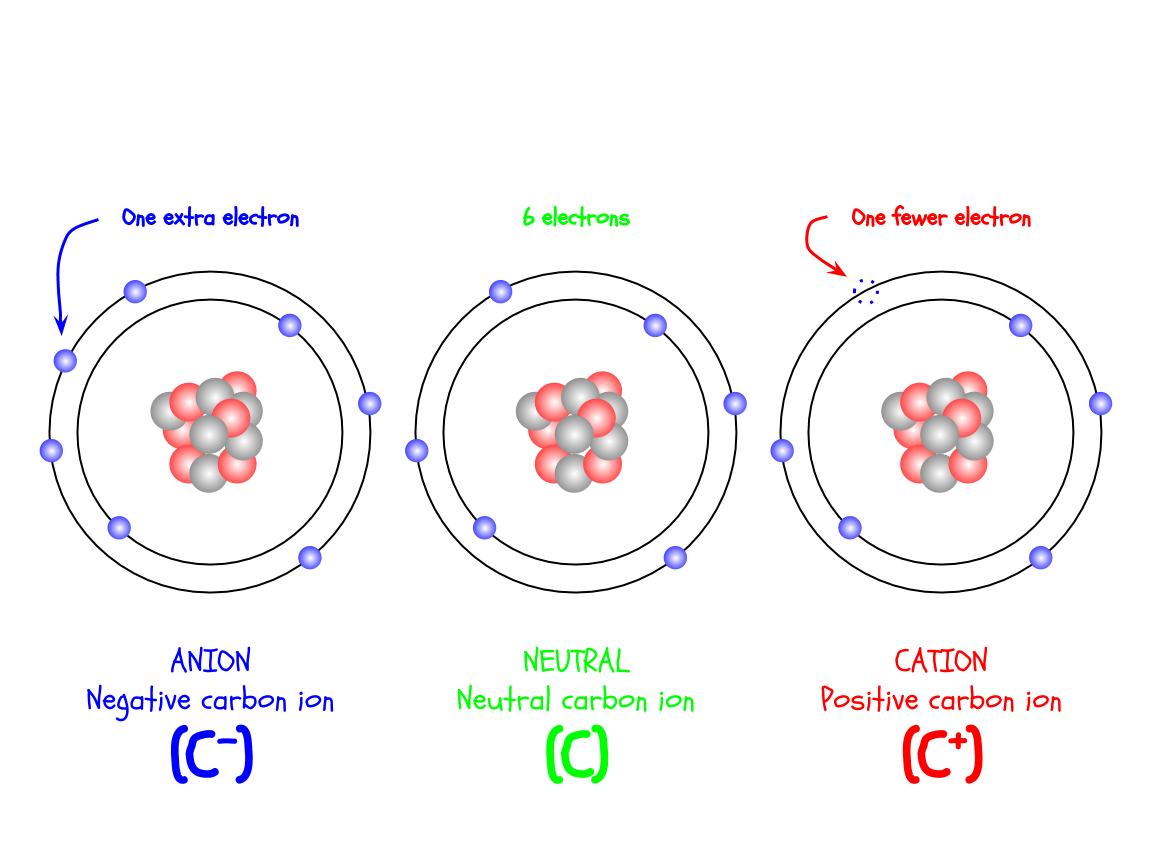 One extra electron
6 electrons
One fewer electron
ANION
Negative carbon ion
(C⁻)
NEUTRAL
Neutral carbon ion
(C)
CATION
Positive carbon ion
(C⁺)